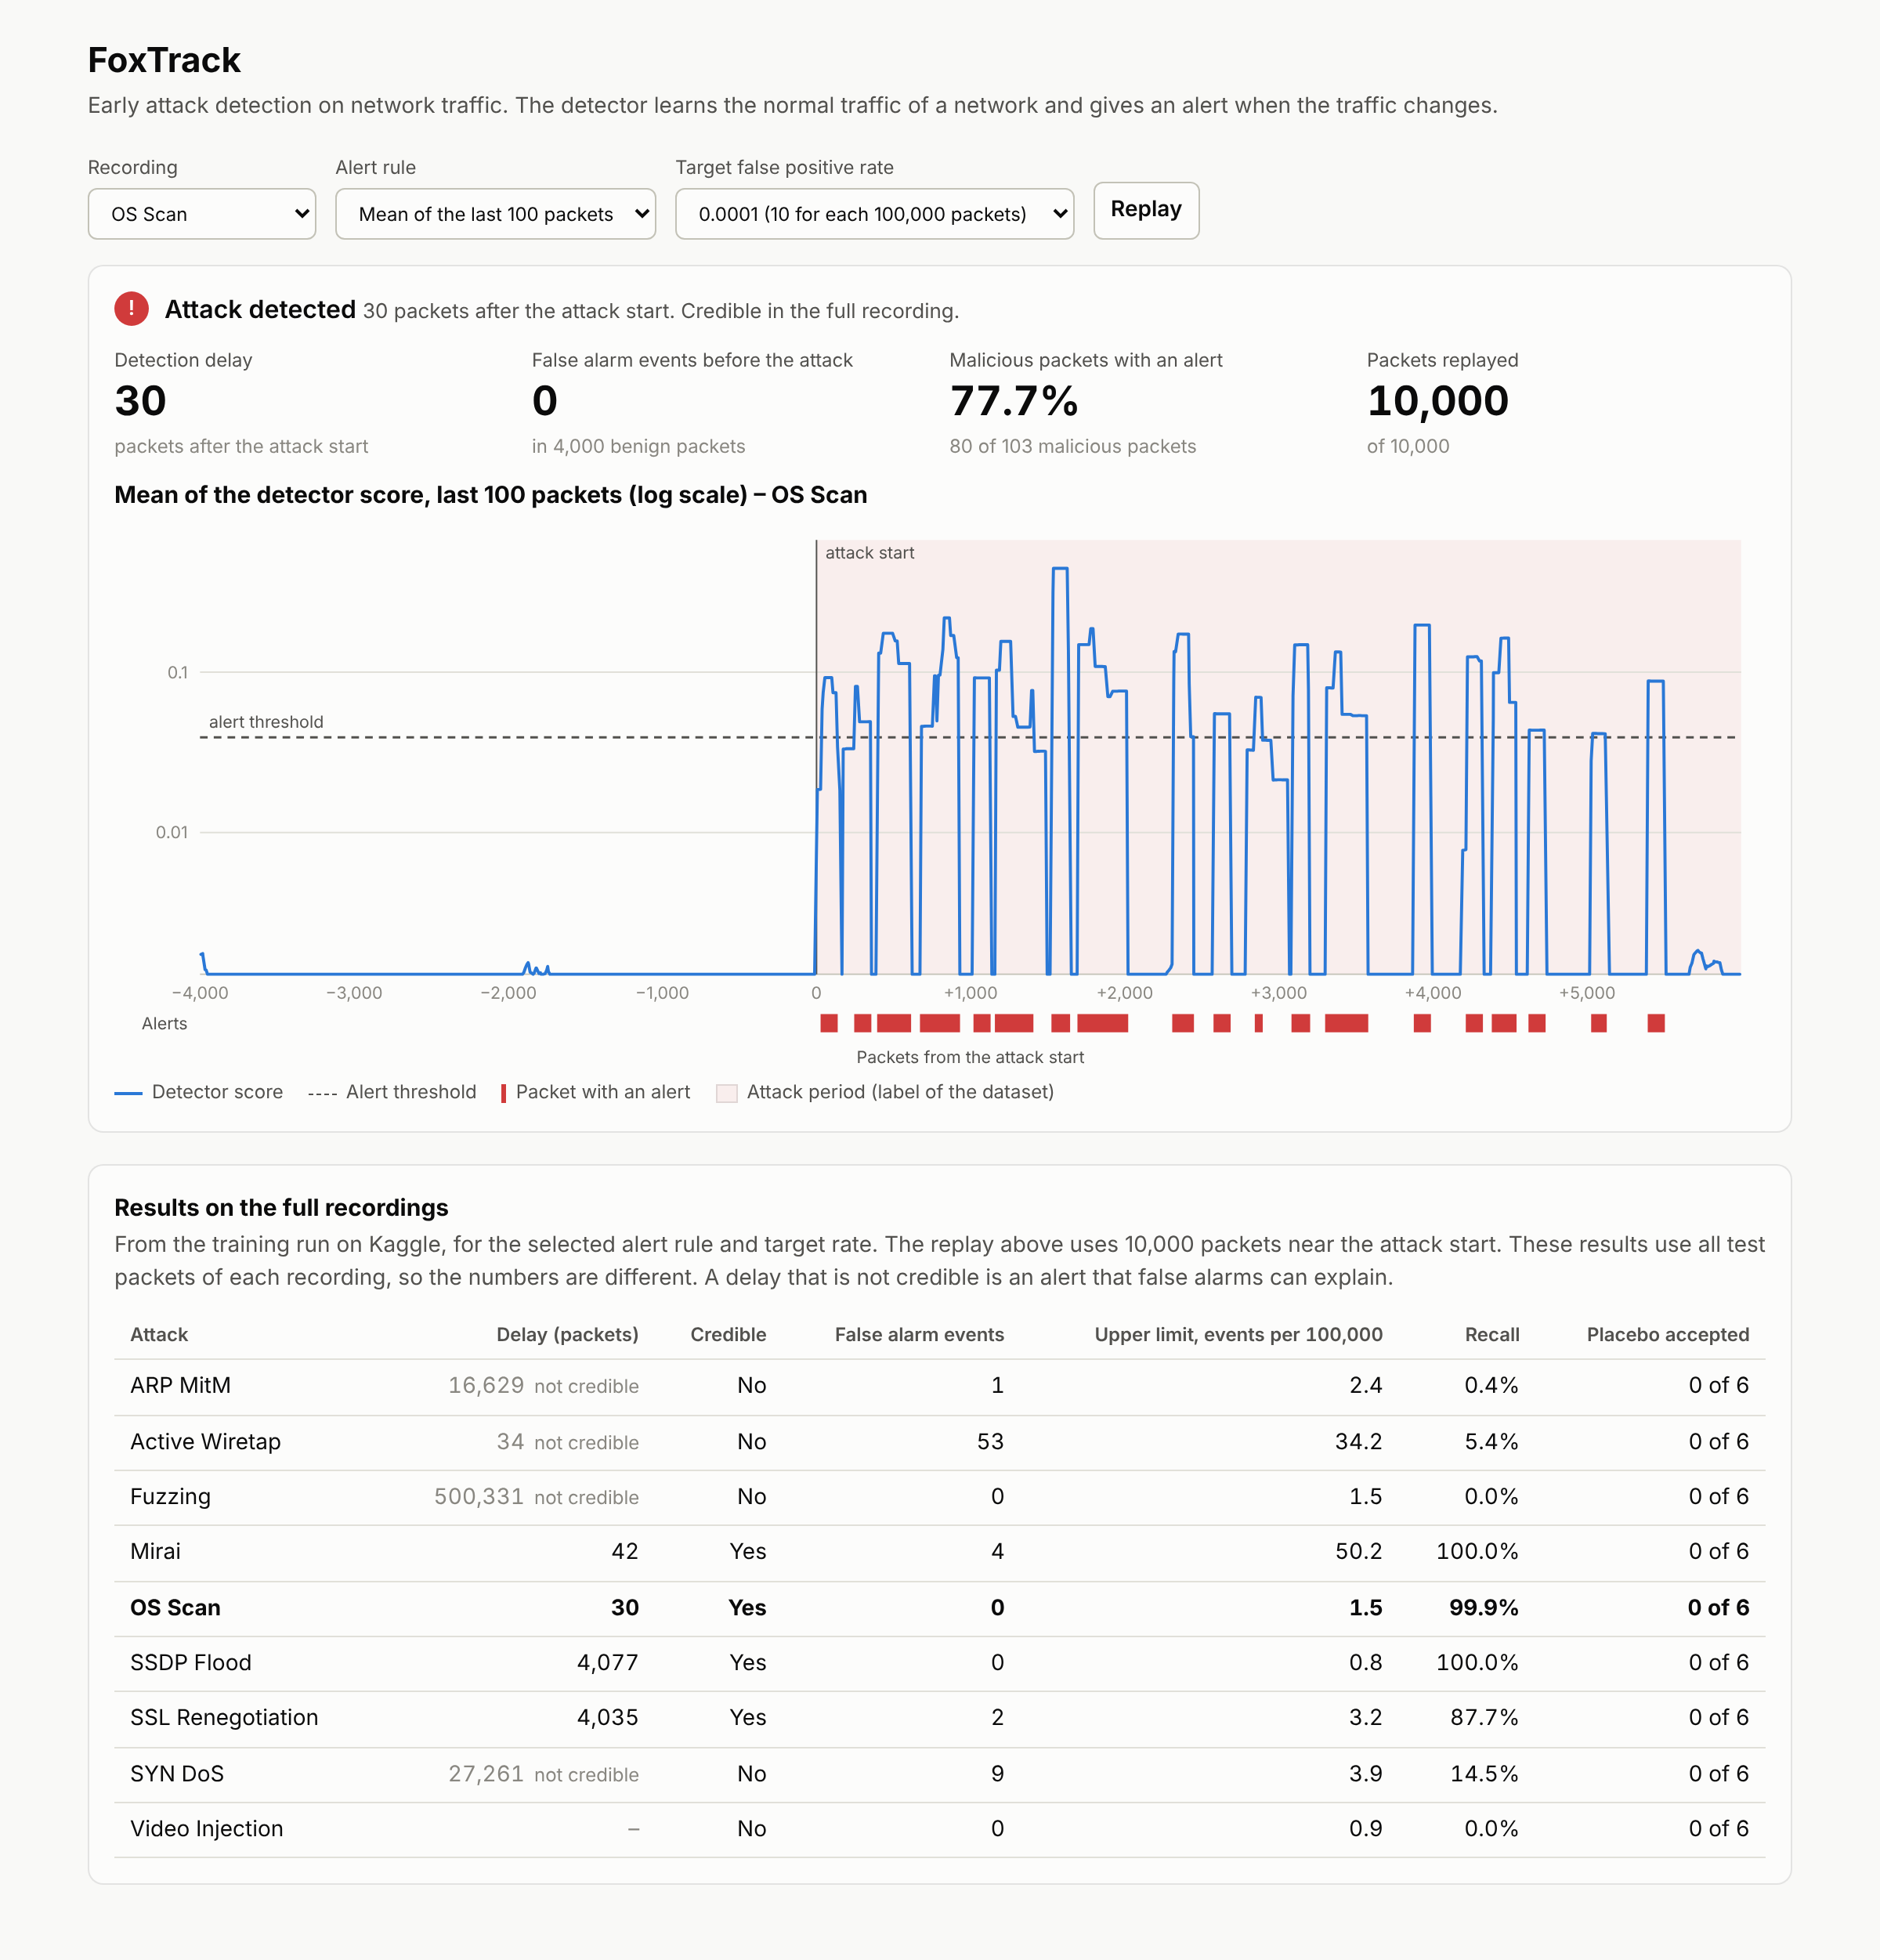 FoxTrack
Early attack detection on network traffic. The detector learns the normal traffic of a network and gives an alert when the traffic changes.
Recording Alert rule Target false positive rate
OS Scan Mean of the last 100 packets 0.0001 (10 for each 100,000 packets) Replay
! Attack detected 30 packets after the attack start. Credible in the full recording.
Detection delay False alarm events before the attack Malicious packets with an alert Packets replayed
30 0 77.7% 10,000
packets after the attack start in 4,000 benign packets 80 of 103 malicious packets of 10,000
Mean of the detector score, last 100 packets (log scale) – OS Scan
attack start
0.1
alert threshold
0.01
−4,000 −3,000 −2,000 −1,000 0 +1,000 +2,000 +3,000 +4,000 +5,000
Alerts
Packets from the attack start
Detector score Alert threshold Packet with an alert Attack period (label of the dataset)
Results on the full recordings
From the training run on Kaggle, for the selected alert rule and target rate. The replay above uses 10,000 packets near the attack start. These results use all test
packets of each recording, so the numbers are different. A delay that is not credible is an alert that false alarms can explain.
Attack Delay (packets) Credible False alarm events Upper limit, events per 100,000 Recall Placebo accepted
ARP MitM 16,629 not credible No 1 2.4 0.4% 0 of 6
Active Wiretap 34 not credible No 53 34.2 5.4% 0 of 6
Fuzzing 500,331 not credible No 0 1.5 0.0% 0 of 6
Mirai 42 Yes 4 50.2 100.0% 0 of 6
OS Scan 30 Yes 0 1.5 99.9% 0 of 6
SSDP Flood 4,077 Yes 0 0.8 100.0% 0 of 6
SSL Renegotiation 4,035 Yes 2 3.2 87.7% 0 of 6
SYN DoS 27,261 not credible No 9 3.9 14.5% 0 of 6
Video Injection – No 0 0.9 0.0% 0 of 6